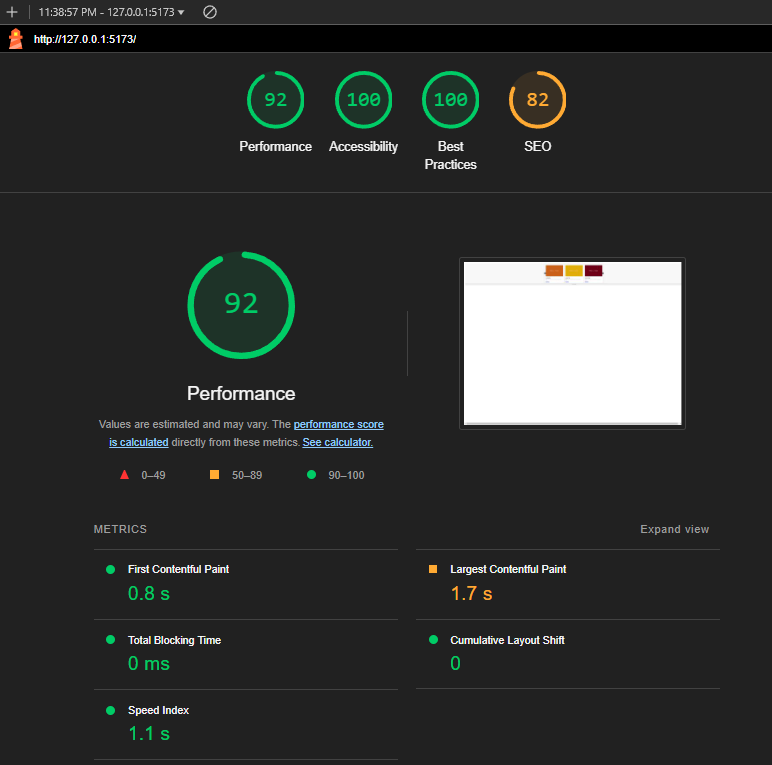 11:38:57 PM - 127.0.0.1:5173
http://127.0.0.1:5173/
92
100
100
82
Performance
Accessibility
Best
Practices
SEO
92
Performance
Values are estimated and may vary. The performance score
is calculated directly from these metrics. See calculator.
0–49
50–89
90–100
METRICS
Expand view
First Contentful Paint
0.8 s
Largest Contentful Paint
1.7 s
Total Blocking Time
0 ms
Cumulative Layout Shift
0
Speed Index
1.1 s